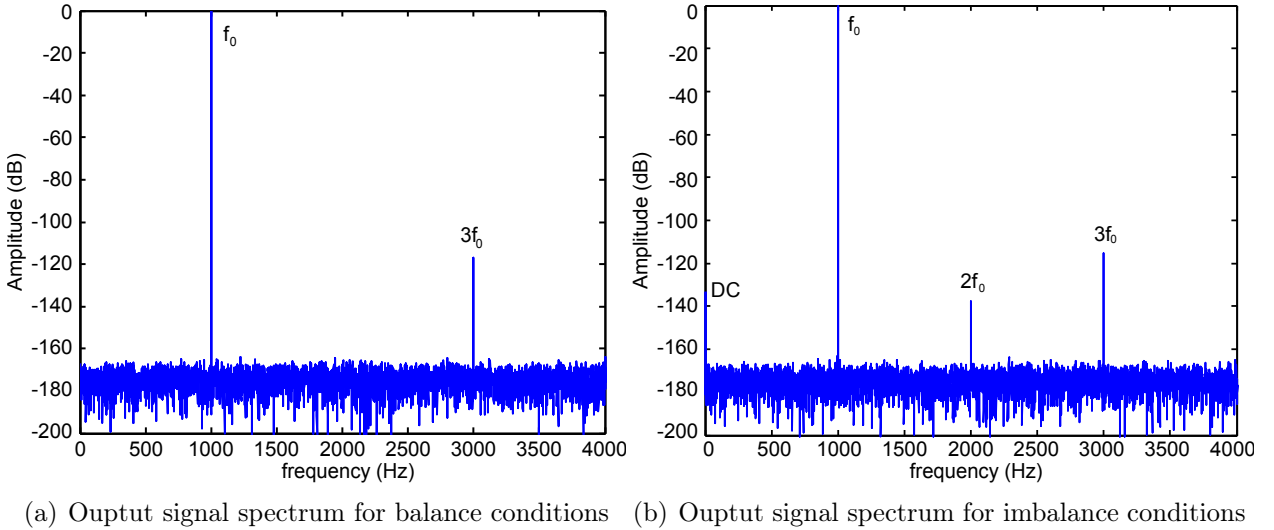 0
-20
-40
-60
-80
-100
-120
-140
-160
-180
-200
Amplitude (dB)
f₀
3f₀
0 500 1000 1500 2000 2500 3000 3500 4000
frequency (Hz)
(a) Ouptut signal spectrum for balance conditions
0
-20
-40
-60
-80
-100
-120
-140
-160
-180
-200
Amplitude (dB)
f₀
3f₀
2f₀
DC
0 500 1000 1500 2000 2500 3000 3500 4000
frequency (Hz)
(b) Ouptut signal spectrum for imbalance conditions